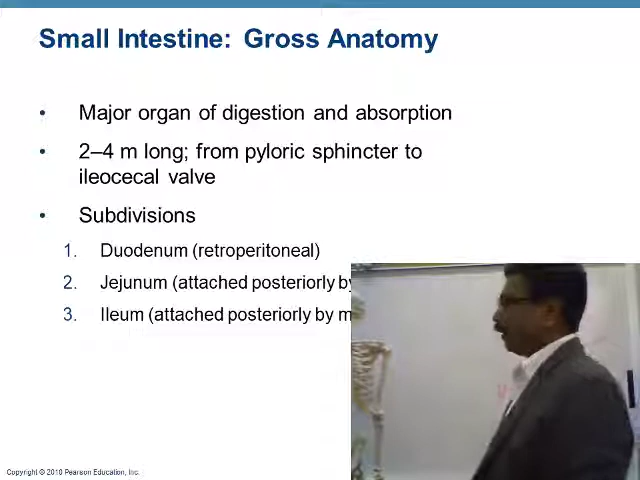 Small Intestine: Gross Anatomy
• Major organ of digestion and absorption
• 2–4 m long; from pyloric sphincter to
ileocecal valve
• Subdivisions
1. Duodenum (retroperitoneal)
2. Jejunum (attached posteriorly by
3. Ileum (attached posteriorly by m
Copyright © 2010 Pearson Education, Inc.